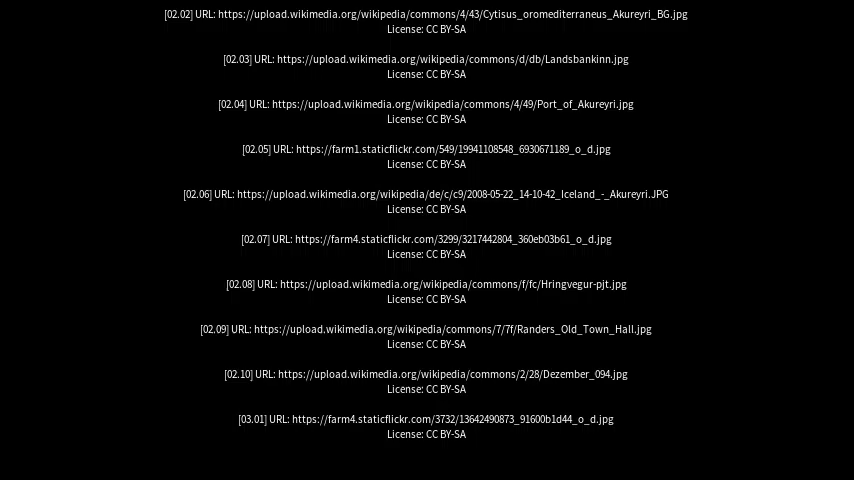 [02.02] URL: https://upload.wikimedia.org/wikipedia/commons/4/43/Cytisus_oromediterraneus_Akureyri_BG.jpg
License: CC BY-SA
[02.03] URL: https://upload.wikimedia.org/wikipedia/commons/d/db/Landsbankinn.jpg
License: CC BY-SA
[02.04] URL: https://upload.wikimedia.org/wikipedia/commons/4/49/Port_of_Akureyri.jpg
License: CC BY-SA
[02.05] URL: https://farm1.staticflickr.com/549/19941108548_6930671189_o_d.jpg
License: CC BY-SA
[02.06] URL: https://upload.wikimedia.org/wikipedia/de/c/c9/2008-05-22_14-10-42_Iceland_-_Akureyri.JPG
License: CC BY-SA
[02.07] URL: https://farm4.staticflickr.com/3299/3217442804_360eb03b61_o_d.jpg
License: CC BY-SA
[02.08] URL: https://upload.wikimedia.org/wikipedia/commons/f/fc/Hringvegur-pjt.jpg
License: CC BY-SA
[02.09] URL: https://upload.wikimedia.org/wikipedia/commons/7/7f/Randers_Old_Town_Hall.jpg
License: CC BY-SA
[02.10] URL: https://upload.wikimedia.org/wikipedia/commons/2/28/Dezember_094.jpg
License: CC BY-SA
[03.01] URL: https://farm4.staticflickr.com/3732/13642490873_91600b1d44_o_d.jpg
License: CC BY-SA